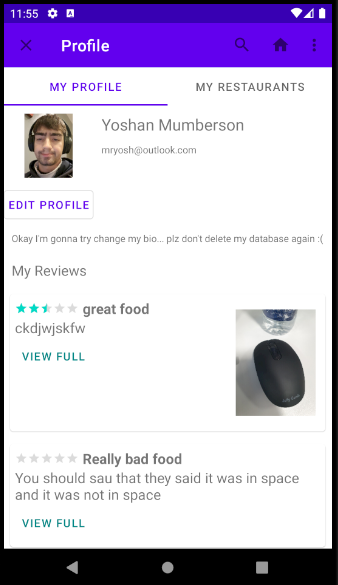 11:55
Profile
MY PROFILE
MY RESTAURANTS
Yoshan Mumberson
mryosh@outlook.com
EDIT PROFILE
Okay I'm gonna try change my bio... plz don't delete my database again :(
My Reviews
great food
ckdjwjskfw
VIEW FULL
Really bad food
You should sau that they said it was in space
and it was not in space
VIEW FULL